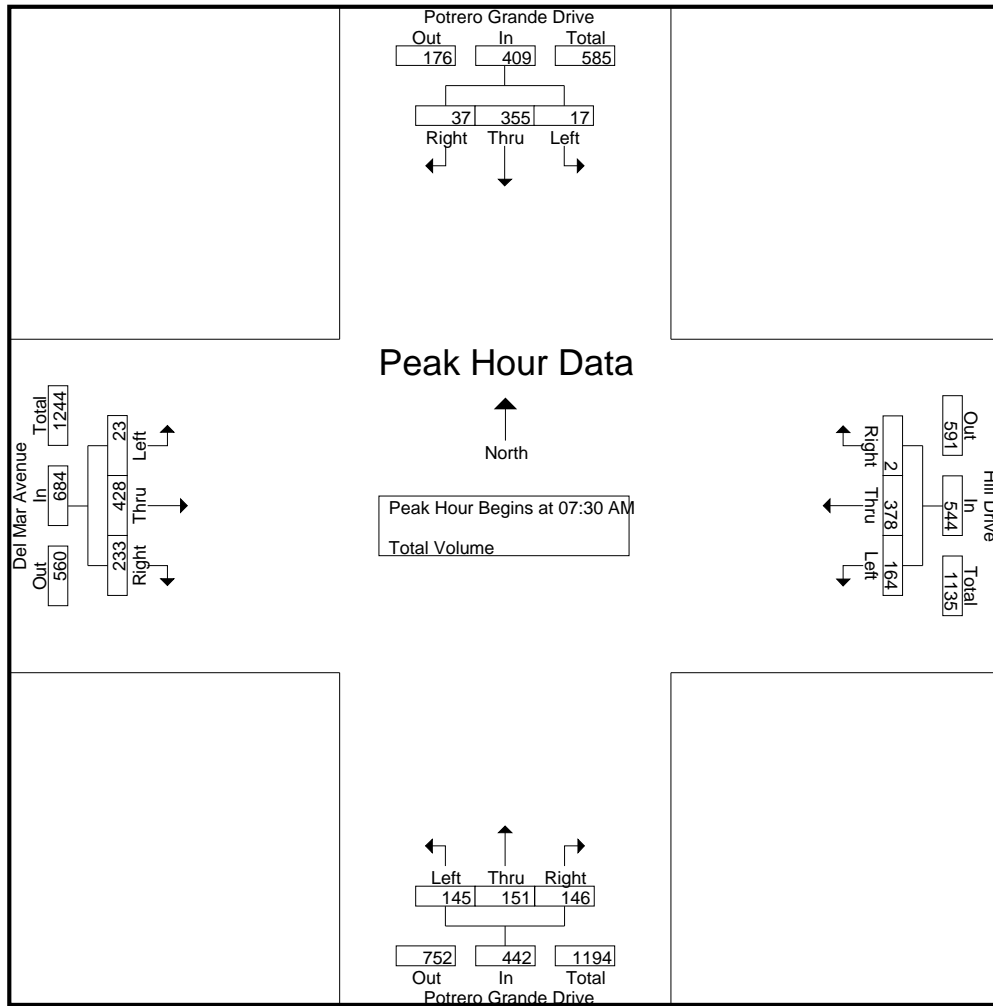 Potrero Grande Drive
Out In Total
176 409 585
37 355 17
Right Thru Left
Peak Hour Data
North
Peak Hour Begins at 07:30 AM
Total Volume
Del Mar Avenue
Out In Total
560 684 1244
233 428 23
Right Thru Left
Hill Drive
Out In Total
591 544 1135
2 378 164
Right Thru Left
Left Thru Right
145 151 146
752 442 1194
Out In Total
Potrero Grande Drive